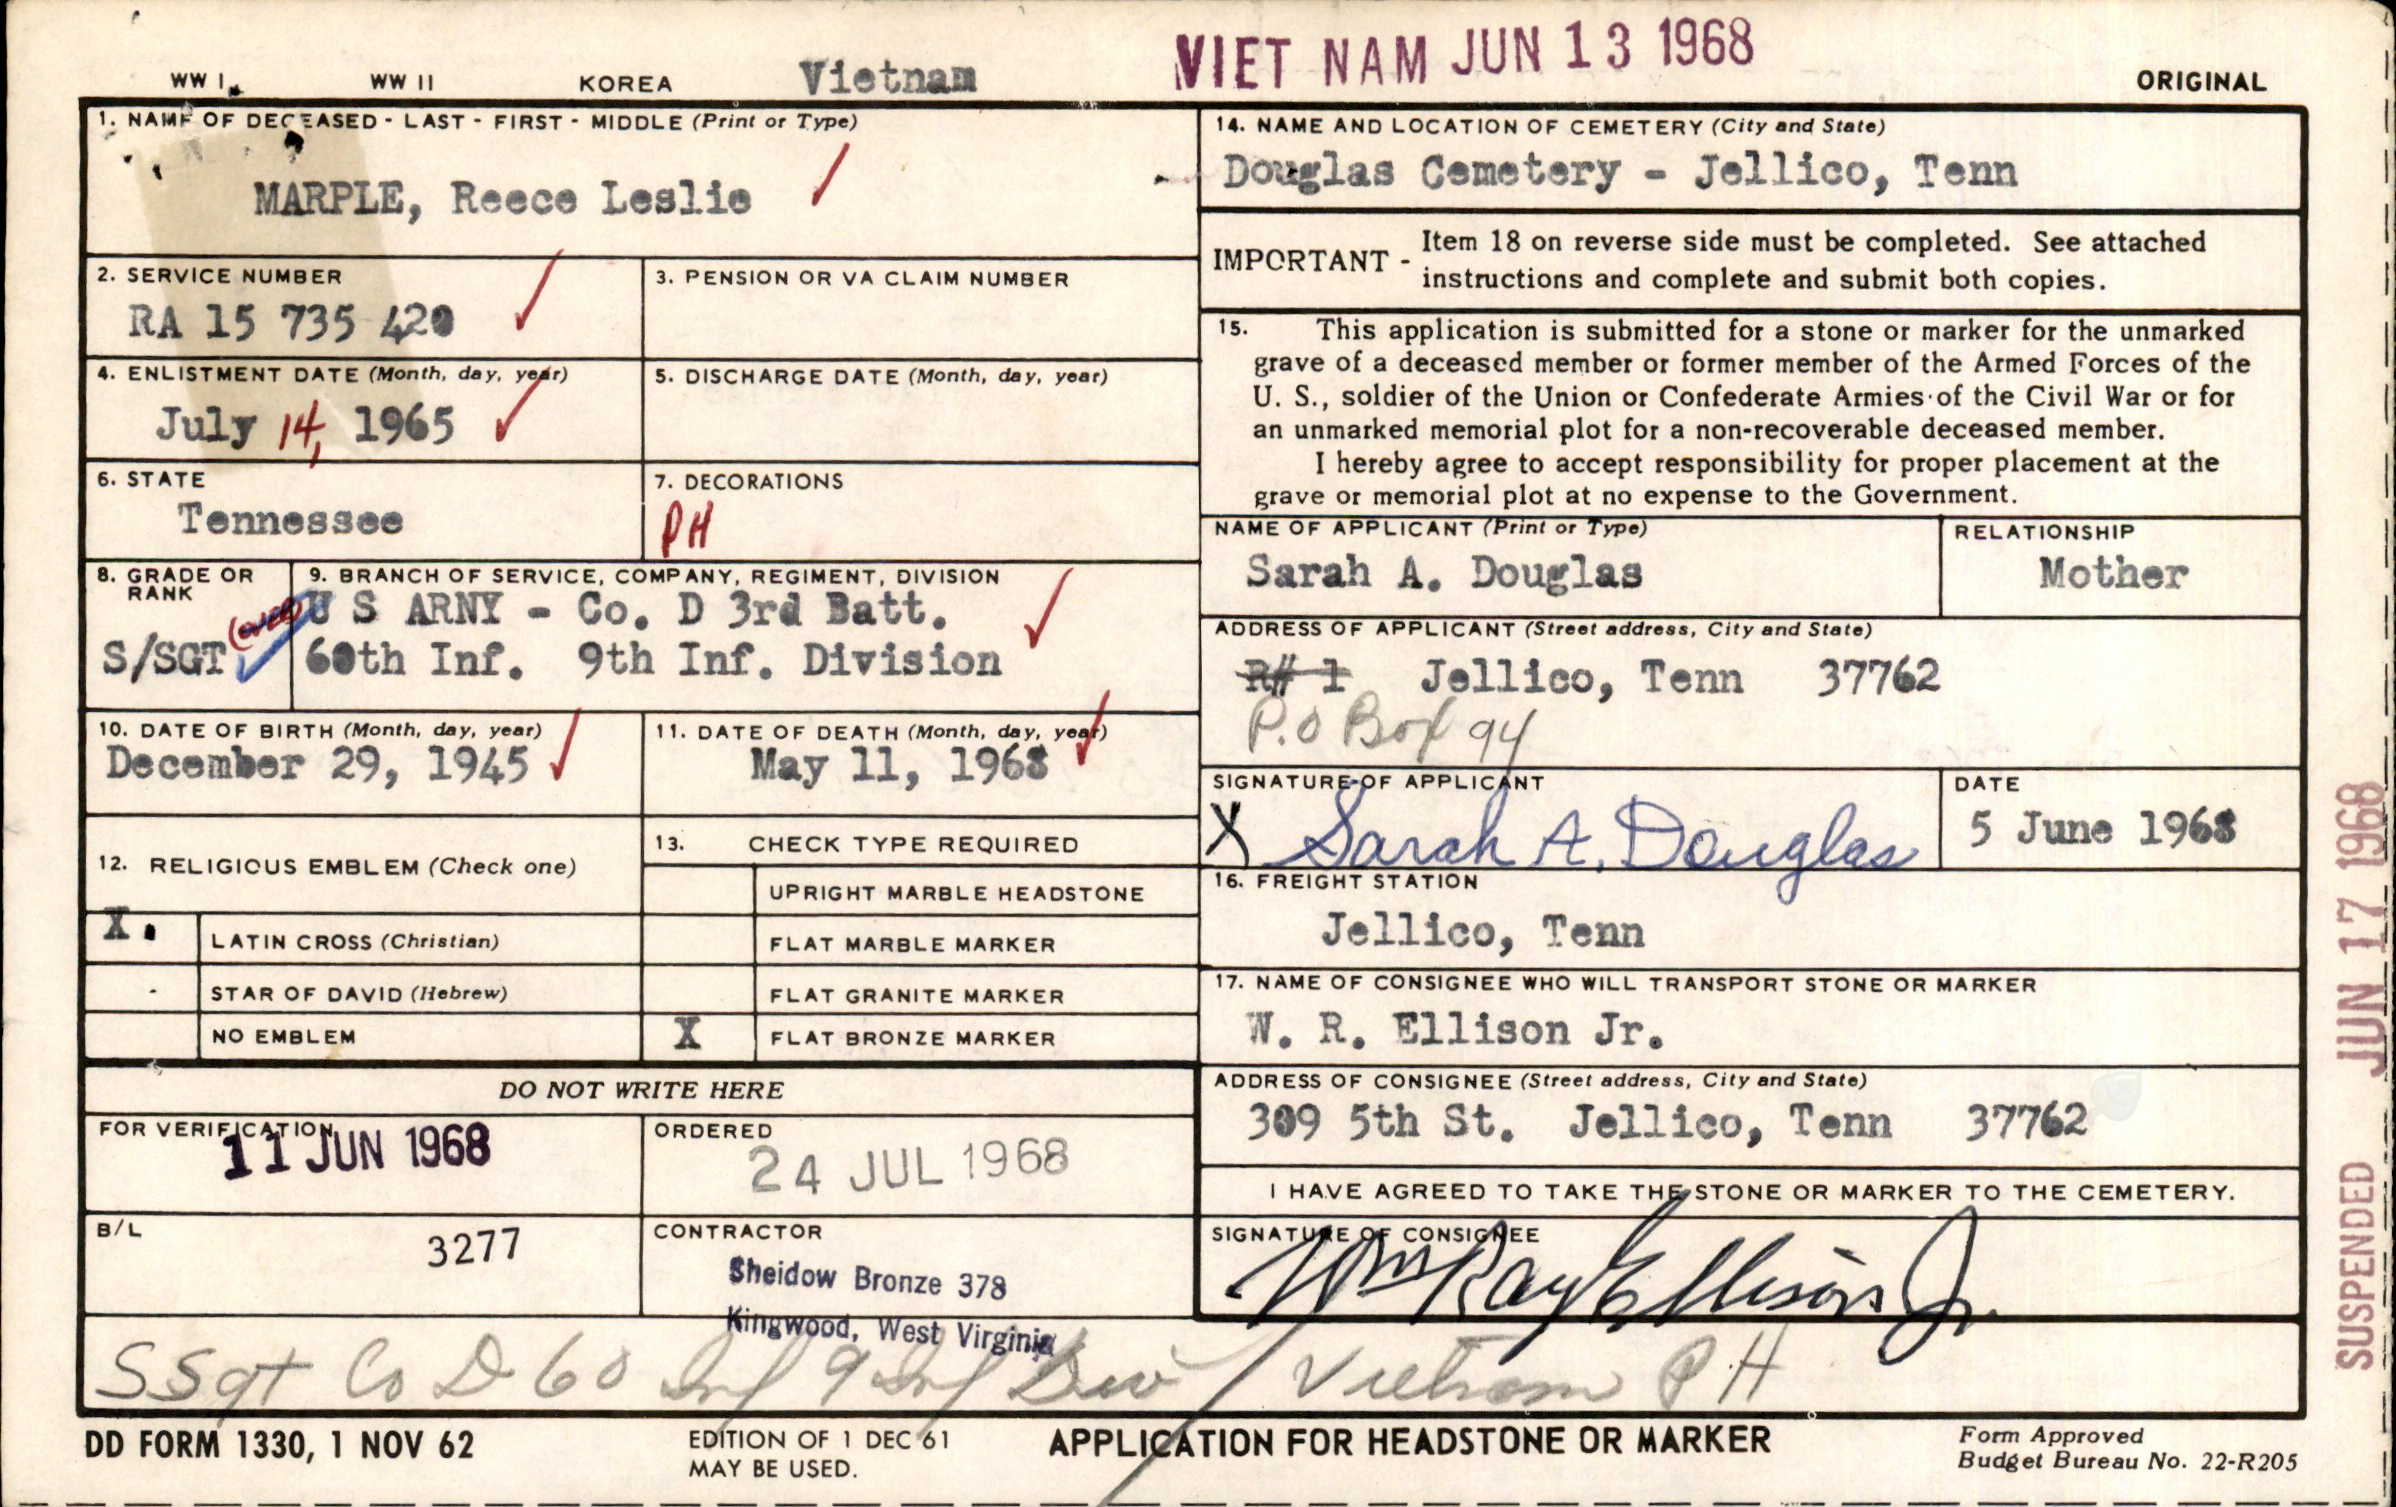 WW I WW II KOREA Vietnam VIET NAM JUN 13 1968 ORIGINAL
1. NAME OF DECEASED - LAST - FIRST - MIDDLE (Print or Type)
MARPLE, Reece Leslie
2. SERVICE NUMBER
RA 15 735 420
3. PENSION OR VA CLAIM NUMBER
4. ENLISTMENT DATE (Month, day, year)
July 14, 1965
5. DISCHARGE DATE (Month, day, year)
6. STATE
Tennessee
7. DECORATIONS
PH
8. GRADE OR
RANK
S/SGT
9. BRANCH OF SERVICE, COMPANY, REGIMENT, DIVISION
U S ARNY - Co. D 3rd Batt.
60th Inf. 9th Inf. Division
10. DATE OF BIRTH (Month, day, year)
December 29, 1945
11. DATE OF DEATH (Month, day, year)
May 11, 1968
12. RELIGIOUS EMBLEM (Check one)
X. LATIN CROSS (Christian)
STAR OF DAVID (Hebrew)
NO EMBLEM
13. CHECK TYPE REQUIRED
UPRIGHT MARBLE HEADSTONE
FLAT MARBLE MARKER
FLAT GRANITE MARKER
X FLAT BRONZE MARKER
DO NOT WRITE HERE
FOR VERIFICATION
11 JUN 1968
ORDERED
24 JUL 1968
B/L
3277
CONTRACTOR
Sheidow Bronze 378
Kingwood, West Virginia
14. NAME AND LOCATION OF CEMETERY (City and State)
Douglas Cemetery - Jellico, Tenn
IMPORTANT - Item 18 on reverse side must be completed. See attached
instructions and complete and submit both copies.
15. This application is submitted for a stone or marker for the unmarked
grave of a deceased member or former member of the Armed Forces of the
U. S., soldier of the Union or Confederate Armies of the Civil War or for
an unmarked memorial plot for a non-recoverable deceased member.
I hereby agree to accept responsibility for proper placement at the
grave or memorial plot at no expense to the Government.
NAME OF APPLICANT (Print or Type)
Sarah A. Douglas
RELATIONSHIP
Mother
ADDRESS OF APPLICANT (Street address, City and State)
R# 1 Jellico, Tenn 37762
P.O Box 94
SIGNATURE OF APPLICANT
X Sarah A. Douglas
DATE
5 June 1968
16. FREIGHT STATION
Jellico, Tenn
17. NAME OF CONSIGNEE WHO WILL TRANSPORT STONE OR MARKER
W. R. Ellison Jr.
ADDRESS OF CONSIGNEE (Street address, City and State)
309 5th St. Jellico, Tenn 37762
I HAVE AGREED TO TAKE THE STONE OR MARKER TO THE CEMETERY.
SIGNATURE OF CONSIGNEE
Wm Ray Ellison Jr.
SSgt Co D 60 Inf 9 Inf Div Vietnam PH
DD FORM 1330, 1 NOV 62
EDITION OF 1 DEC 61
MAY BE USED.
APPLICATION FOR HEADSTONE OR MARKER
Form Approved
Budget Bureau No. 22-R205
SUSPENDED JUN 17 1968